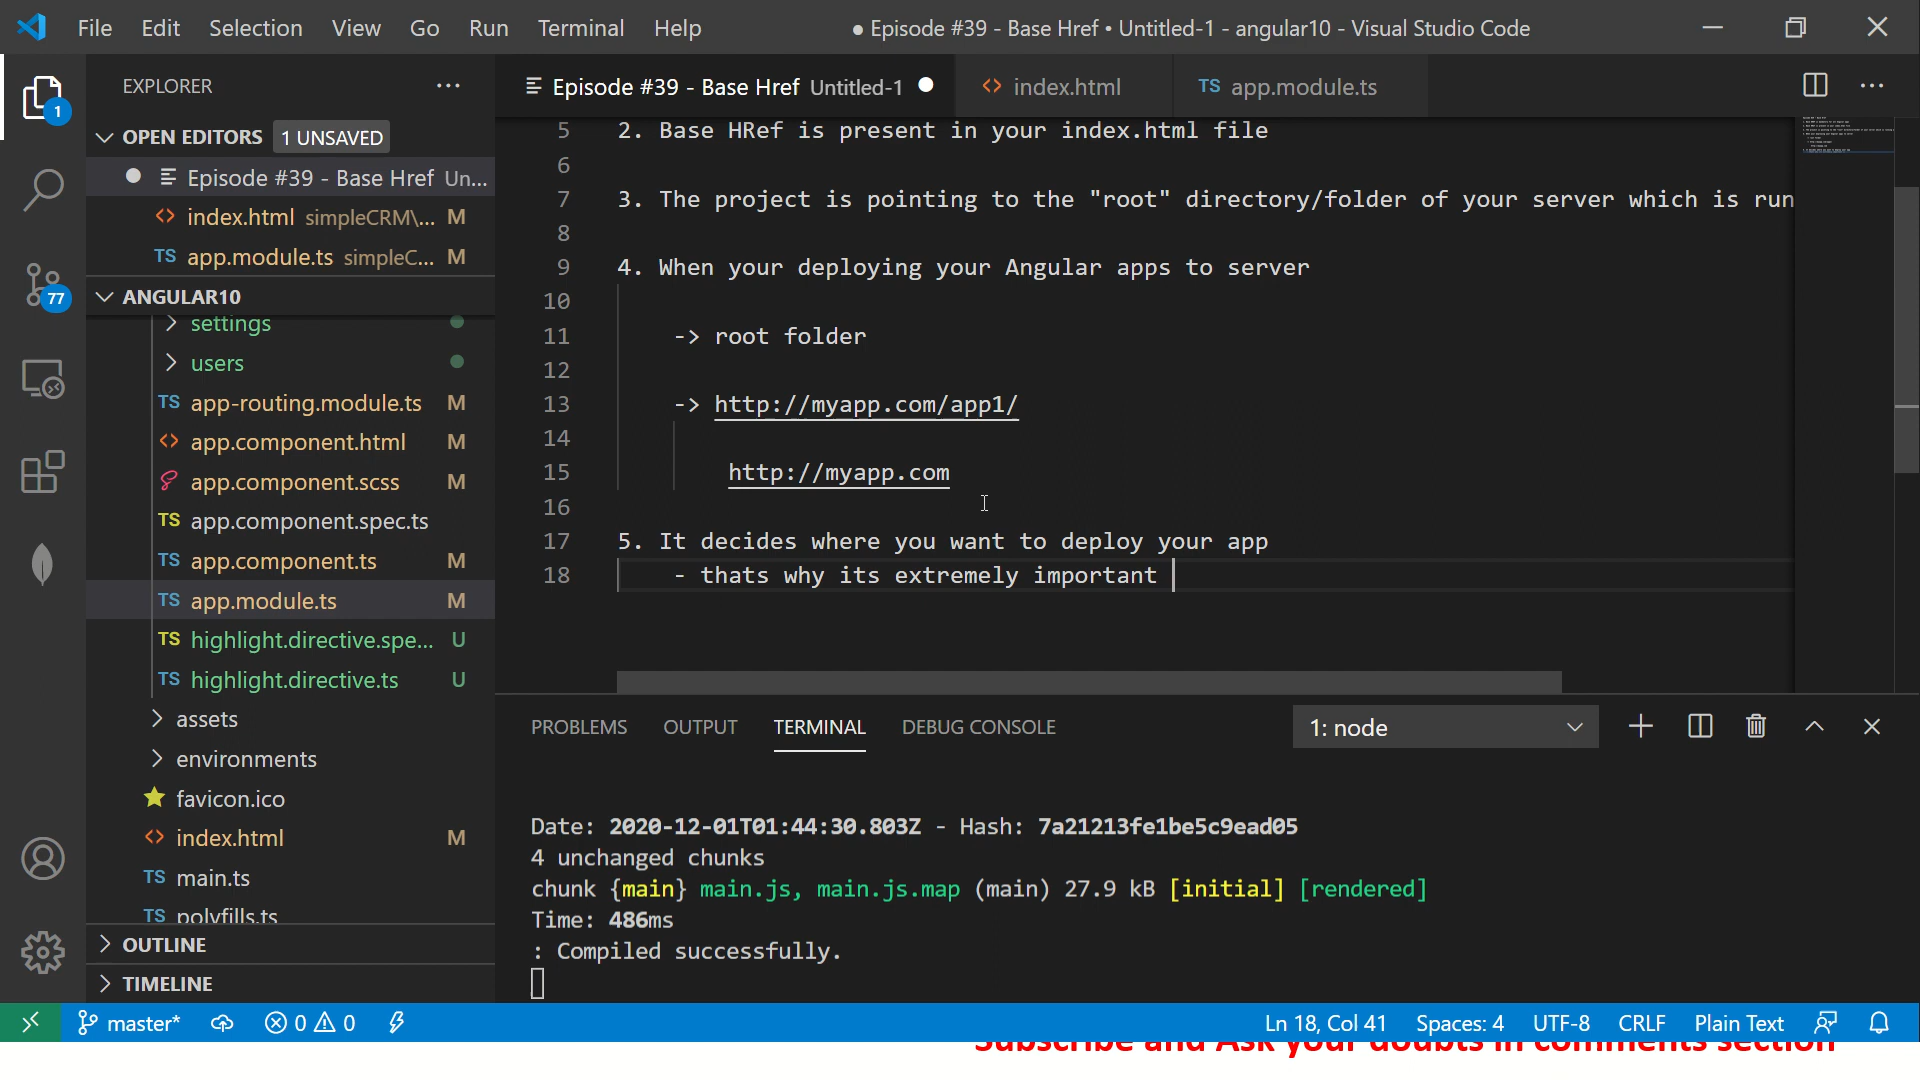 File Edit Selection View Go Run Terminal Help
● Episode #39 - Base Href • Untitled-1 - angular10 - Visual Studio Code
EXPLORER
OPEN EDITORS 1 UNSAVED
Episode #39 - Base Href Un...
index.html simpleCRM\... M
TS app.module.ts simpleC... M
ANGULAR10
settings
users
TS app-routing.module.ts M
app.component.html M
app.component.scss M
TS app.component.spec.ts
TS app.component.ts M
TS app.module.ts M
TS highlight.directive.spe... U
TS highlight.directive.ts U
assets
environments
favicon.ico
index.html M
TS main.ts
TS polyfills.ts
OUTLINE
TIMELINE
1
77
Episode #39 - Base Href Untitled-1 ●
index.html
TS app.module.ts
5 2. Base HRef is present in your index.html file
6
7 3. The project is pointing to the "root" directory/folder of your server which is run
8
9 4. When your deploying your Angular apps to server
10
11 -> root folder
12
13 -> http://myapp.com/app1/
14
15 http://myapp.com
16
17 5. It decides where you want to deploy your app
18 - thats why its extremely important
PROBLEMS OUTPUT TERMINAL DEBUG CONSOLE
1: node
Date: 2020-12-01T01:44:30.803Z - Hash: 7a21213fe1be5c9ead05
4 unchanged chunks
chunk {main} main.js, main.js.map (main) 27.9 kB [initial] [rendered]
Time: 486ms
: Compiled successfully.
master* 0 0
Ln 18, Col 41 Spaces: 4 UTF-8 CRLF Plain Text
Subscribe and Ask your doubts in comments section